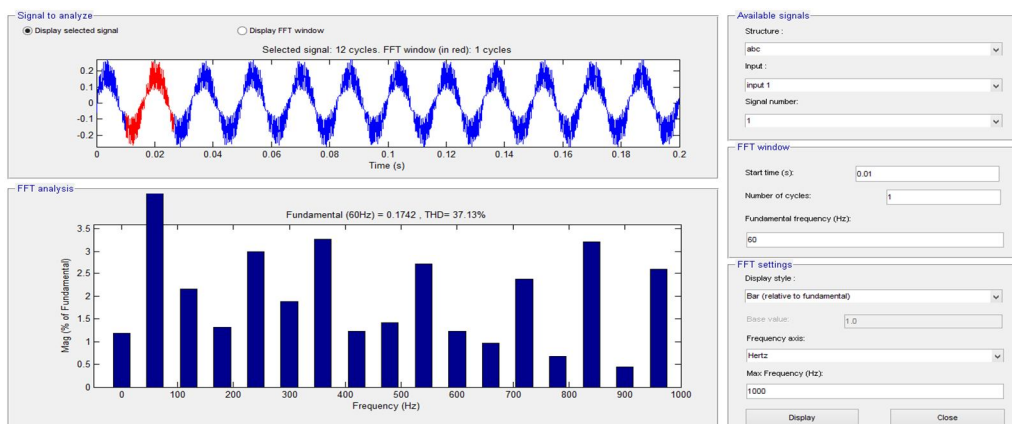 Signal to analyze
Display selected signal
Display FFT window
Selected signal: 12 cycles. FFT window (in red): 1 cycles
0.2
0.1
0
-0.1
-0.2
0 0.02 0.04 0.06 0.08 0.1 0.12 0.14 0.16 0.18 0.2
Time (s)
FFT analysis
Fundamental (60Hz) = 0.1742 , THD= 37.13%
Mag (% of Fundamental)
3.5
3
2.5
2
1.5
1
0.5
0
0 100 200 300 400 500 600 700 800 900 1000
Frequency (Hz)
Available signals
Structure :
abc
Input :
input 1
Signal number:
1
FFT window
Start time (s): 0.01
Number of cycles: 1
Fundamental frequency (Hz):
60
FFT settings
Display style :
Bar (relative to fundamental)
Base value: 1.0
Frequency axis:
Hertz
Max Frequency (Hz):
1000
Display Close